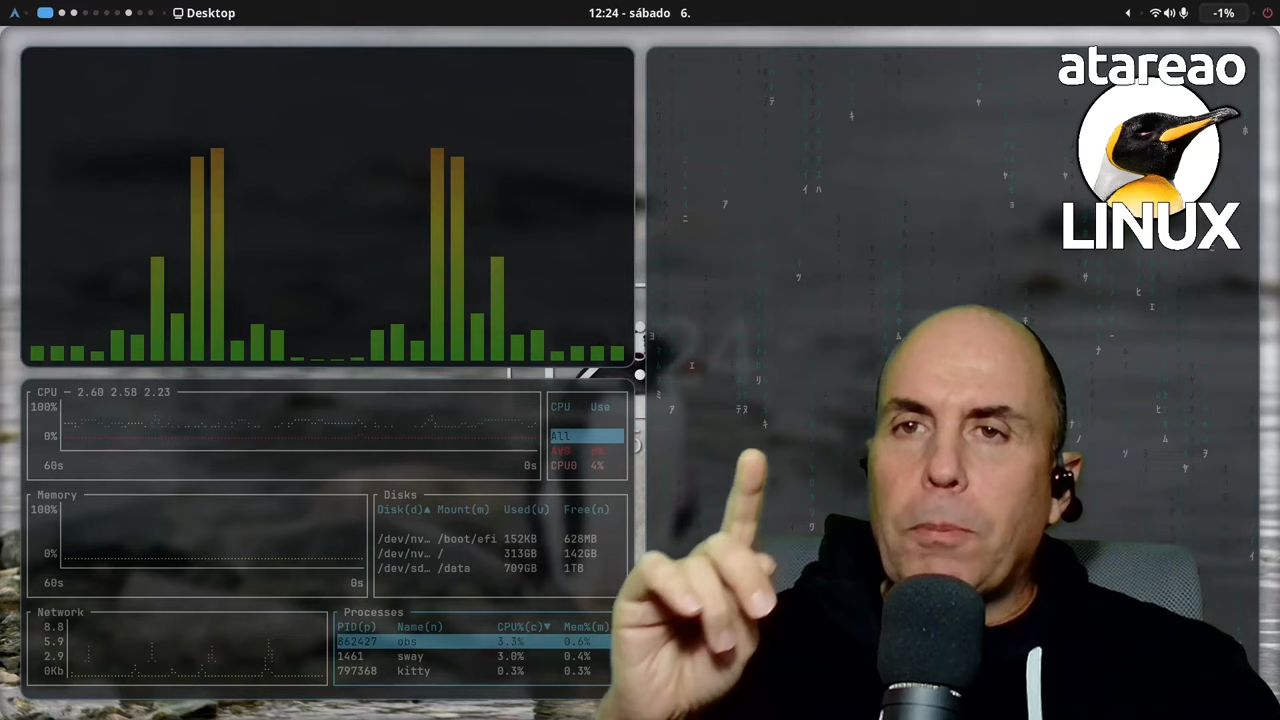 Desktop
12:24 - sábado 6.
-1%
atareao
LINUX
CPU — 2.60 2.58 2.23
100%
0%
60s 0s
CPU Use
All
AVG
CPU0 4%
Memory
100%
0%
60s 0s
Disks
Disk(d)▲ Mount(m) Used(u) Free(n)
/dev/nv… /boot/efi 152KB 628MB
/dev/nv… / 313GB 142GB
/dev/sd… /data 709GB 1TB
Network
8.8
5.9
2.9
0Kb
Processes
PID(p) Name(n) CPU%(c)▼ Mem%(m)
862427 obs 3.3% 0.6%
1461 sway 3.0% 0.4%
797368 kitty 0.3% 0.3%